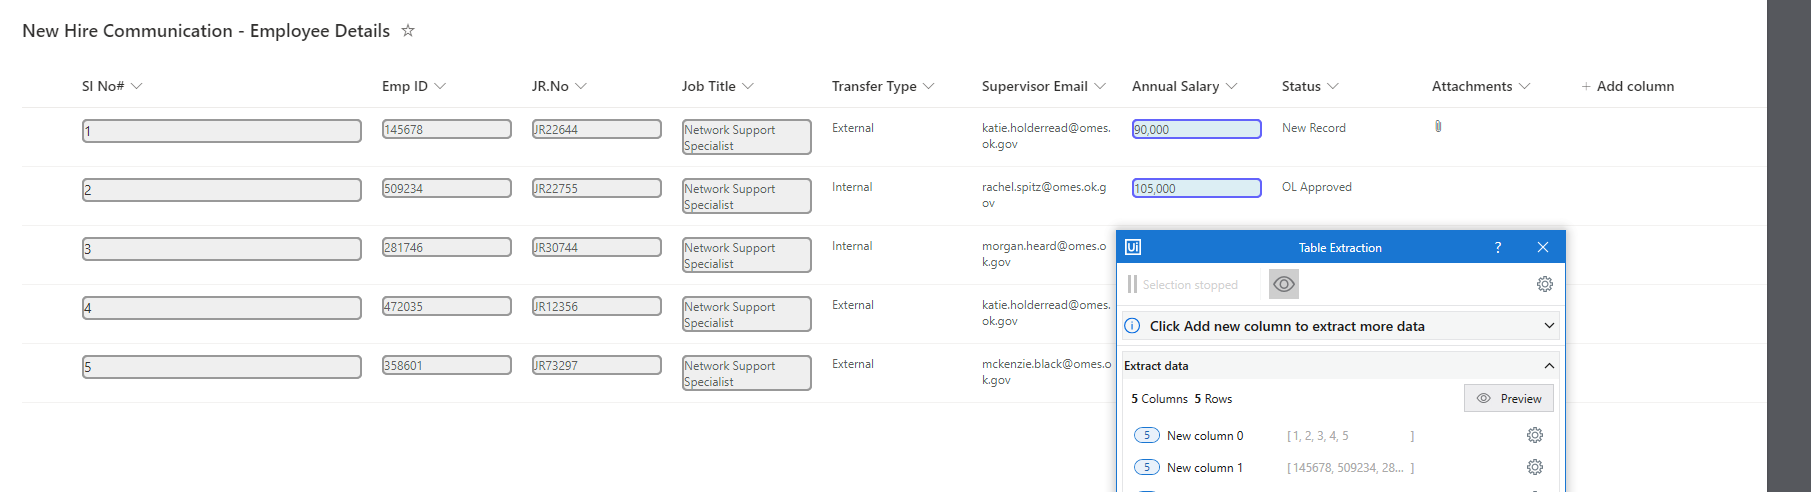 New Hire Communication - Employee Details
SI No# Emp ID JR.No Job Title Transfer Type Supervisor Email Annual Salary Status Attachments + Add column
1 145678 JR22644 Network Support External katie.holderread@omes. 90,000 New Record
Specialist ok.gov
2 509234 JR22755 Network Support Internal rachel.spitz@omes.ok.g 105,000 OL Approved
Specialist ov
3 281746 JR30744 Network Support Internal morgan.heard@omes.o
Specialist k.gov
4 472035 JR12356 Network Support External katie.holderread@omes.
Specialist ok.gov
5 358601 JR73297 Network Support External mckenzie.black@omes.o
Specialist k.gov
Ui Table Extraction ?
Selection stopped
Click Add new column to extract more data
Extract data
5 Columns 5 Rows Preview
5 New column 0 [ 1, 2, 3, 4, 5 ]
5 New column 1 [ 145678, 509234, 28... ]